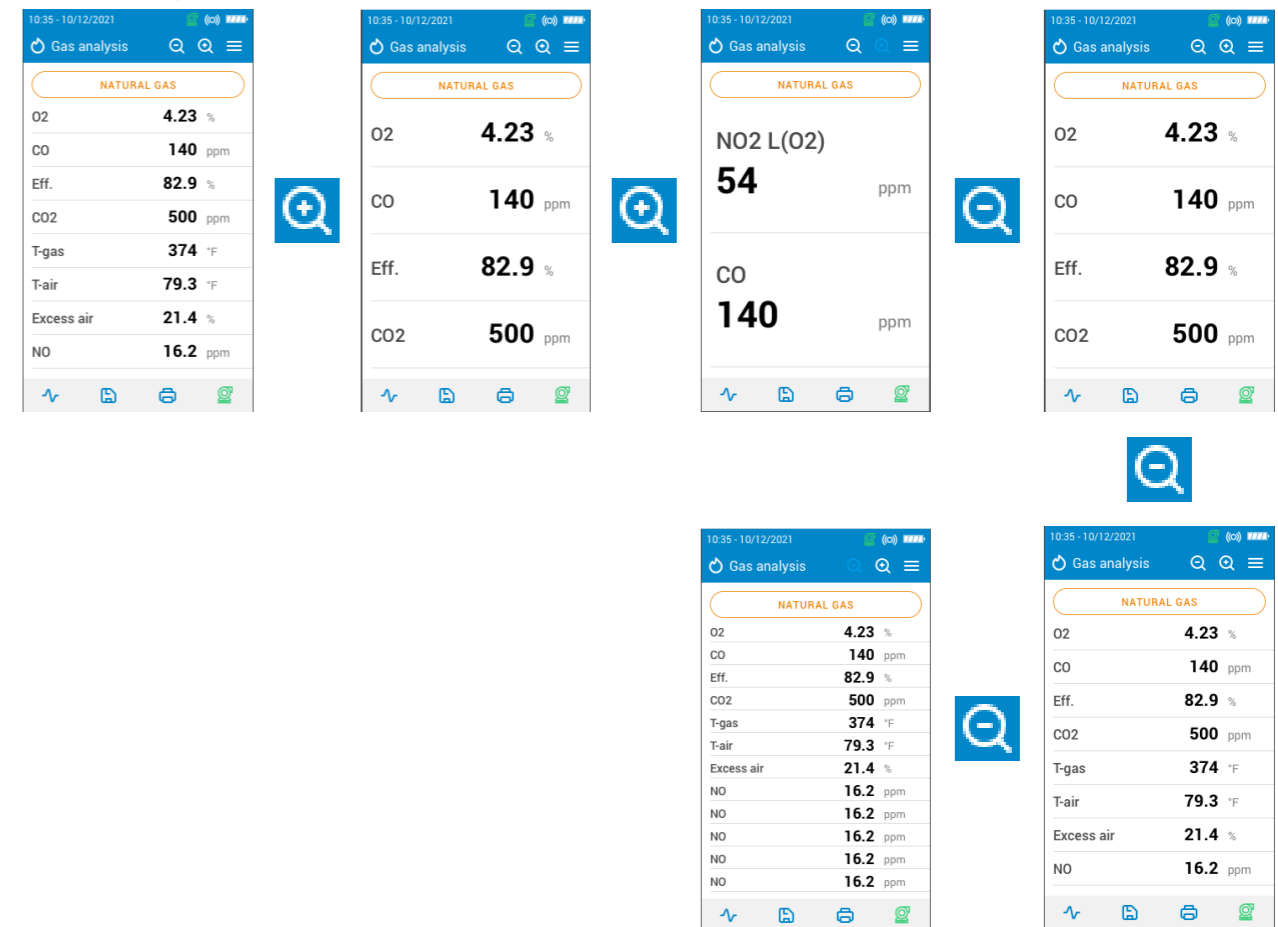 10:35 - 10/12/2021
Gas analysis
NATURAL GAS
O2 4.23 %
CO 140 ppm
Eff. 82.9 %
CO2 500 ppm
T-gas 374 °F
T-air 79.3 °F
Excess air 21.4 %
NO 16.2 ppm
10:35 - 10/12/2021
Gas analysis
NATURAL GAS
O2 4.23 %
CO 140 ppm
Eff. 82.9 %
CO2 500 ppm
10:35 - 10/12/2021
Gas analysis
NATURAL GAS
NO2 L(O2)
54 ppm
CO
140 ppm
10:35 - 10/12/2021
Gas analysis
NATURAL GAS
O2 4.23 %
CO 140 ppm
Eff. 82.9 %
CO2 500 ppm
10:35 - 10/12/2021
Gas analysis
NATURAL GAS
O2 4.23 %
CO 140 ppm
Eff. 82.9 %
CO2 500 ppm
T-gas 374 °F
T-air 79.3 °F
Excess air 21.4 %
NO 16.2 ppm
NO 16.2 ppm
NO 16.2 ppm
NO 16.2 ppm
NO 16.2 ppm
10:35 - 10/12/2021
Gas analysis
NATURAL GAS
O2 4.23 %
CO 140 ppm
Eff. 82.9 %
CO2 500 ppm
T-gas 374 °F
T-air 79.3 °F
Excess air 21.4 %
NO 16.2 ppm